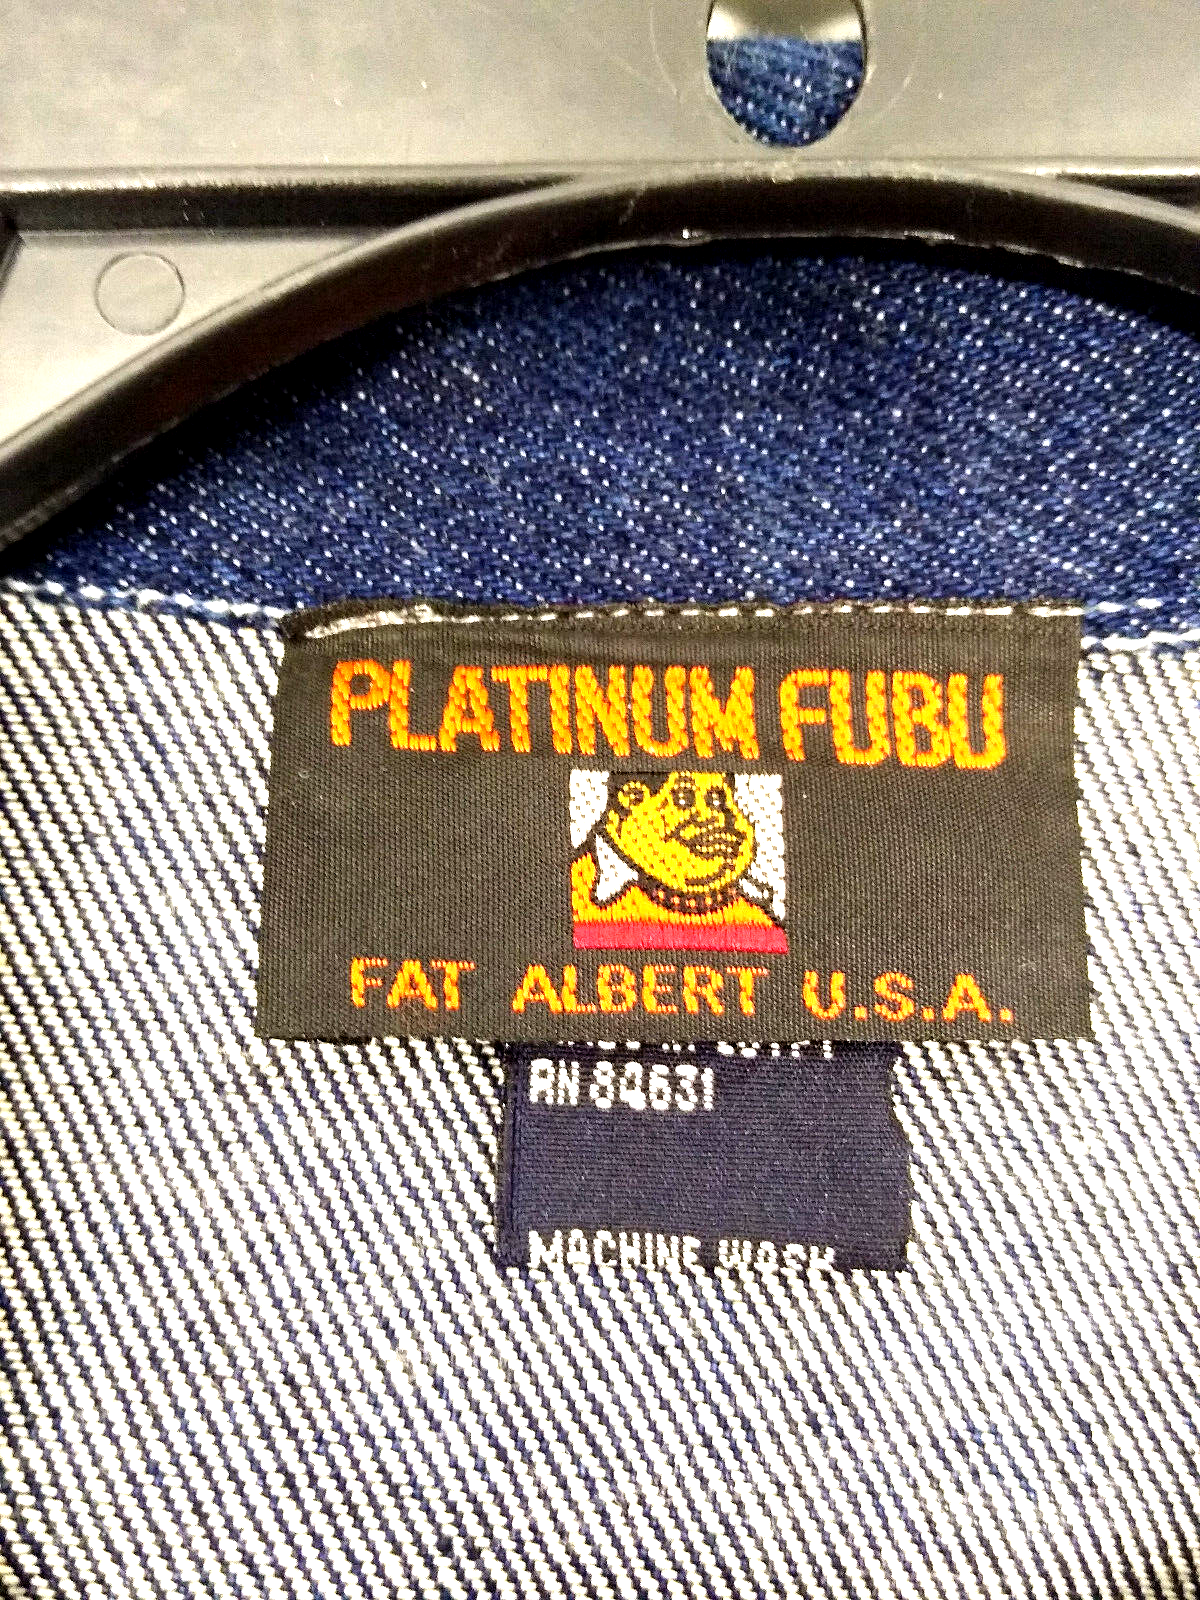 PLATINUM FUBU
FAT ALBERT U.S.A.
RN 84631
MACHINE WASH